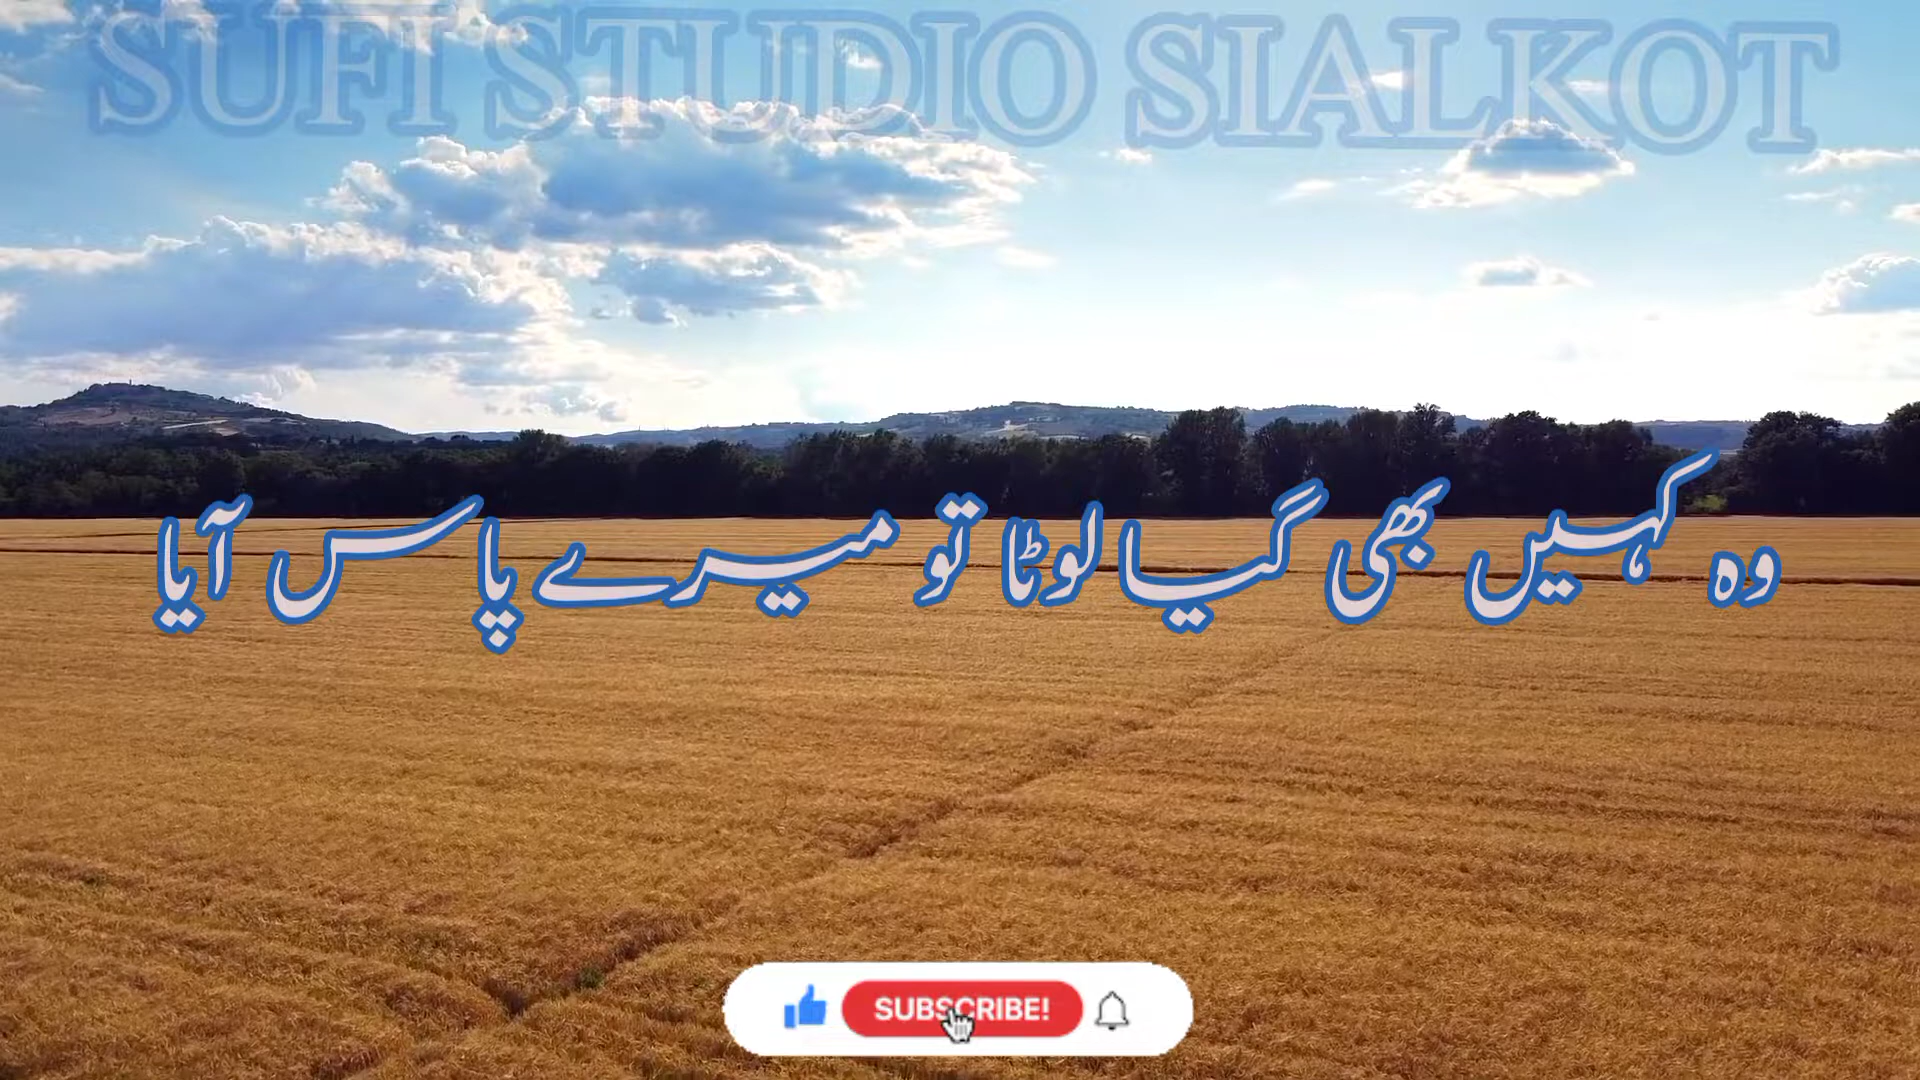 SUFI STUDIO SIALKOT
وہ کہیں بھی گیا لوٹا تو میرے پاس آیا
SUBSCRIBE!